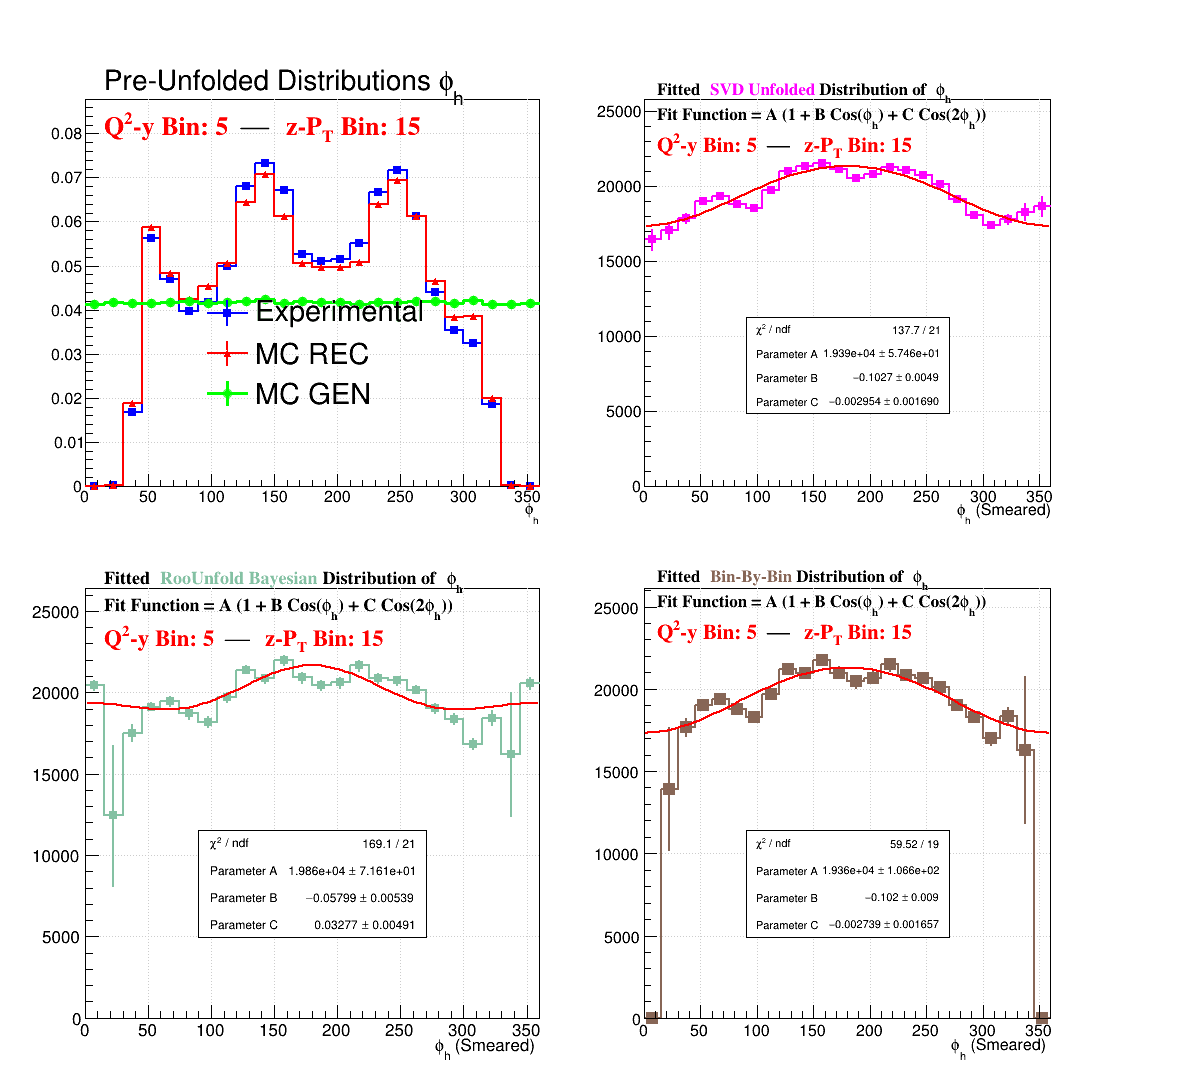 Pre-Unfolded Distributions ϕh
Q²-y Bin: 5 — z-PT Bin: 15
0.08
0.07
0.06
0.05
0.04
0.03
0.02
0.01
0
Experimental
MC REC
MC GEN
50 100 150 200 250 300 350
ϕh
Fitted SVD Unfolded Distribution of ϕh
Fit Function = A (1 + B Cos(ϕh) + C Cos(2ϕh))
Q²-y Bin: 5 — z-PT Bin: 15
25000
20000
15000
10000
5000
0
χ² / ndf 137.7 / 21
Parameter A 1.939e+04 ± 5.746e+01
Parameter B −0.1027 ± 0.0049
Parameter C −0.002954 ± 0.001690
0 50 100 150 200 250 300 350
ϕh (Smeared)
Fitted RooUnfold Bayesian Distribution of ϕh
Fit Function = A (1 + B Cos(ϕh) + C Cos(2ϕh))
Q²-y Bin: 5 — z-PT Bin: 15
25000
20000
15000
10000
5000
0
χ² / ndf 169.1 / 21
Parameter A 1.986e+04 ± 7.161e+01
Parameter B −0.05799 ± 0.00539
Parameter C 0.03277 ± 0.00491
0 50 100 150 200 250 300 350
ϕh (Smeared)
Fitted Bin-By-Bin Distribution of ϕh
Fit Function = A (1 + B Cos(ϕh) + C Cos(2ϕh))
Q²-y Bin: 5 — z-PT Bin: 15
25000
20000
15000
10000
5000
0
χ² / ndf 59.52 / 19
Parameter A 1.936e+04 ± 1.066e+02
Parameter B −0.102 ± 0.009
Parameter C −0.002739 ± 0.001657
0 50 100 150 200 250 300 350
ϕh (Smeared)